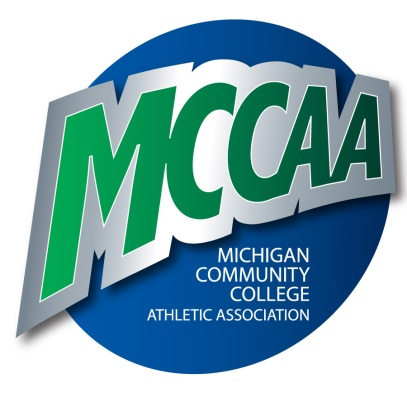 MCCAA
MICHIGAN
COMMUNITY
COLLEGE
ATHLETIC ASSOCIATION